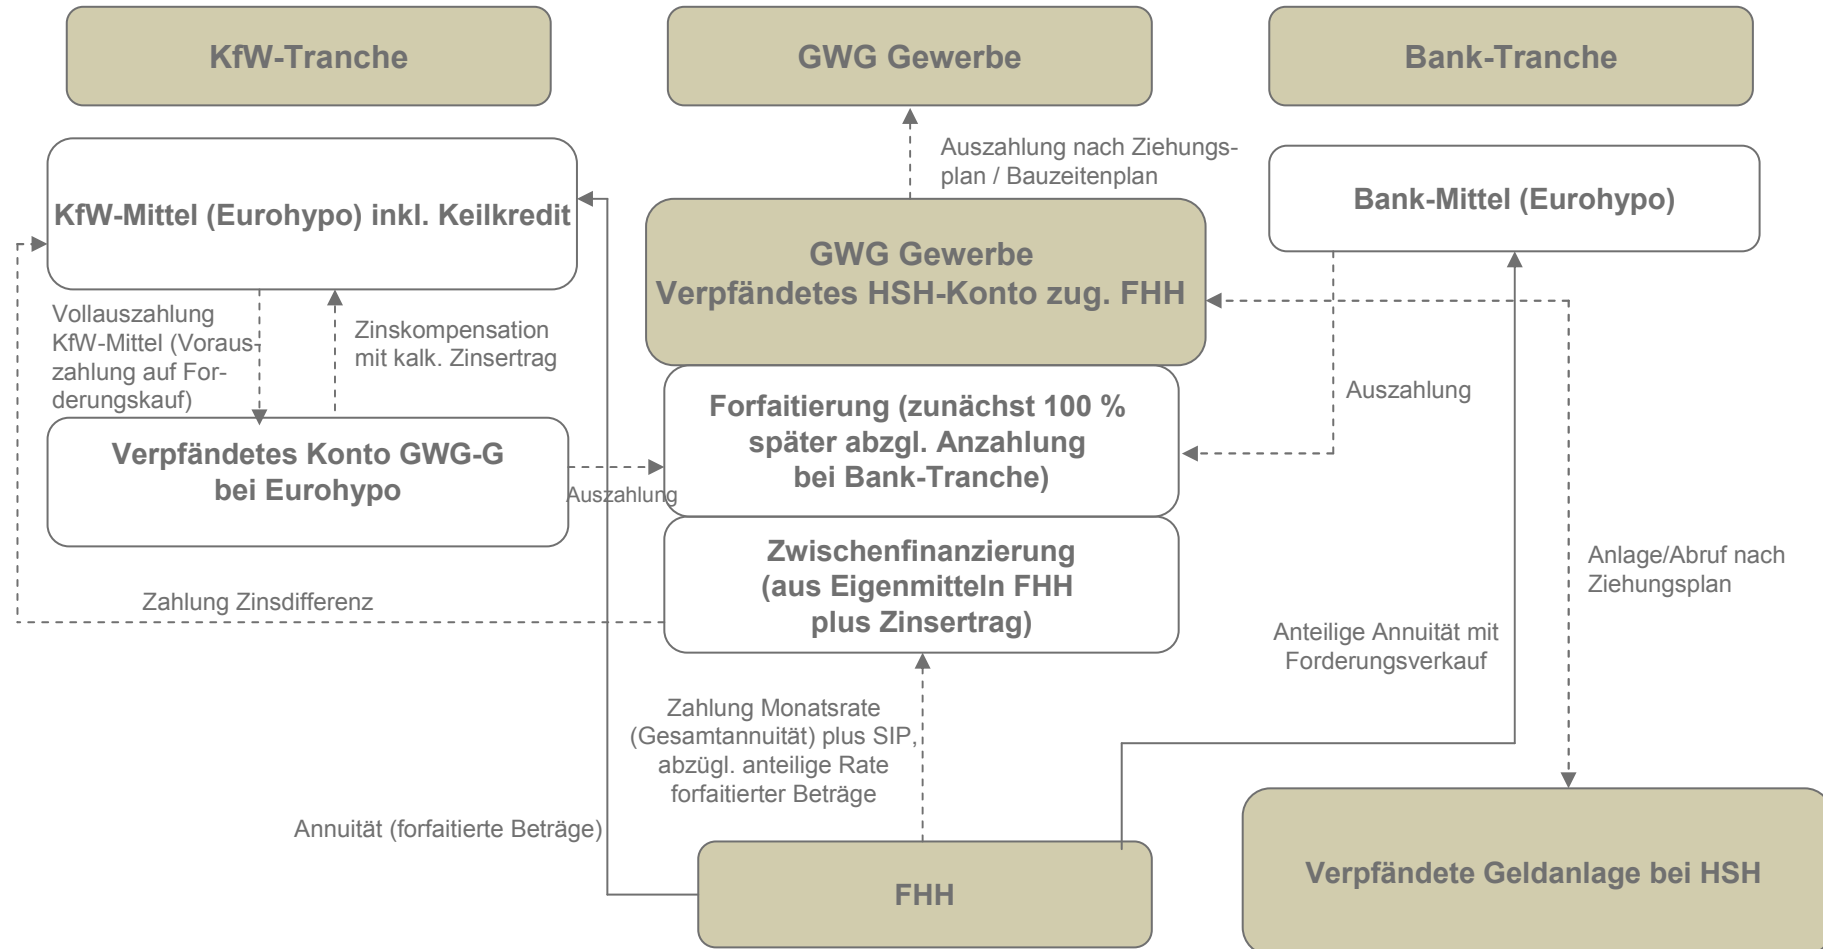 KfW-Tranche
GWG Gewerbe
Bank-Tranche
KfW-Mittel (Eurohypo) inkl. Keilkredit
Auszahlung nach Ziehungs-
plan / Bauzeitenplan
Bank-Mittel (Eurohypo)
GWG Gewerbe
Verpfändetes HSH-Konto zug. FHH
Vollauszahlung
KfW-Mittel (Voraus-
zahlung auf For-
derungskauf)
Zinskompensation
mit kalk. Zinsertrag
Auszahlung
Forfaitierung (zunächst 100 %
später abzgl. Anzahlung
bei Bank-Tranche)
Verpfändetes Konto GWG-G
bei Eurohypo
Auszahlung
Zwischenfinanzierung
(aus Eigenmitteln FHH
plus Zinsertrag)
Anlage/Abruf nach
Ziehungsplan
Zahlung Zinsdifferenz
Anteilige Annuität mit
Forderungsverkauf
Zahlung Monatsrate
(Gesamtannuität) plus SIP,
abzügl. anteilige Rate
forfaitierter Beträge
Annuität (forfaitierte Beträge)
FHH
Verpfändete Geldanlage bei HSH